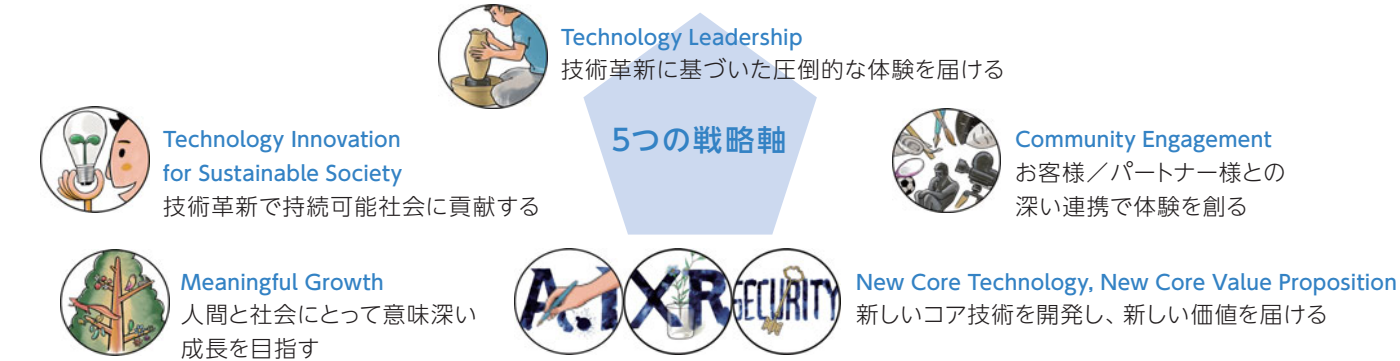 Technology Leadership
技術革新に基づいた圧倒的な体験を届ける
5つの戦略軸
Technology Innovation
for Sustainable Society
技術革新で持続可能社会に貢献する
Community Engagement
お客様／パートナー様との
深い連携で体験を創る
Meaningful Growth
人間と社会にとって意味深い
成長を目指す
A.I XR SECURITY
New Core Technology, New Core Value Proposition
新しいコア技術を開発し、新しい価値を届ける